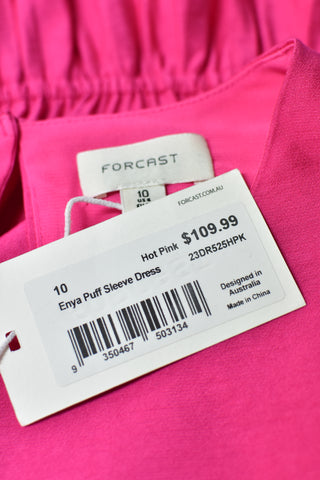 FORCAST
10
FORCAST.COM.AU
$109.99
Hot Pink
23DR525HPK
10
Enya Puff Sleeve Dress
Designed in
Australia
Made in China
9 350467 503134